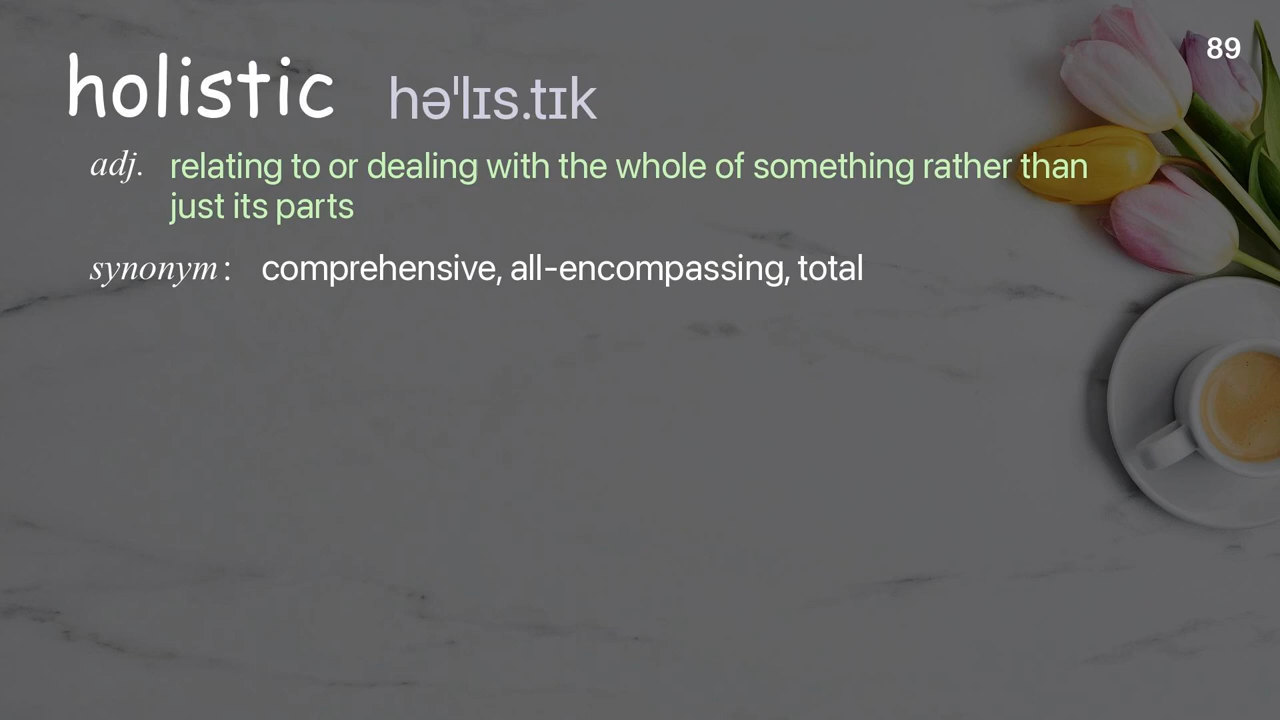 89
holistic həˈlɪs.tɪk
adj. relating to or dealing with the whole of something rather than
just its parts
synonym: comprehensive, all-encompassing, total